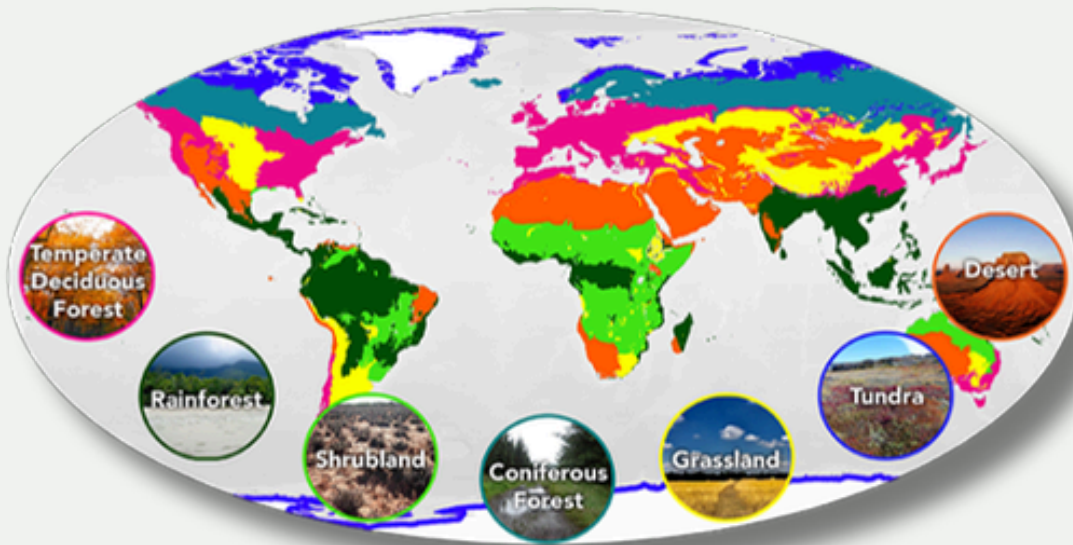 Temperate
Deciduous
Forest
Rainforest
Shrubland
Coniferous
Forest
Grassland
Tundra
Desert